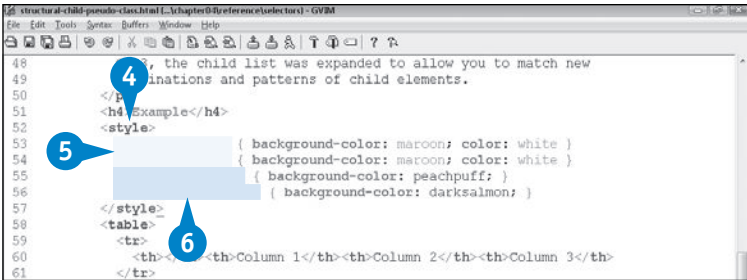 structural-child-pseudo-class.html (...\chapter04\reference\selectors) - GVIM
File Edit Tools Syntax Buffers Window Help
48 3, the child list was expanded to allow you to match new
49 inations and patterns of child elements.
50 </p
51 <h4>Example</h4>
52 <style>
53 { background-color: maroon; color: white }
54 { background-color: maroon; color: white }
55 { background-color: peachpuff; }
56 { background-color: darksalmon; }
57 </style>
58 <table>
59 <tr>
60 <th></th><th>Column 1</th><th>Column 2</th><th>Column 3</th>
61 </tr>
4
5
6